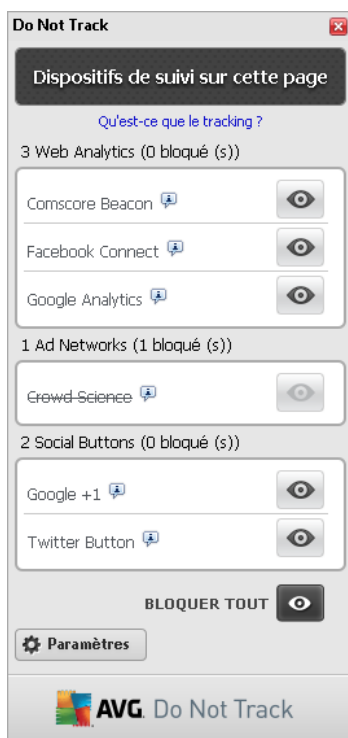 Do Not Track
Dispositifs de suivi sur cette page
Qu'est-ce que le tracking ?
3 Web Analytics (0 bloqué (s))
Comscore Beacon
Facebook Connect
Google Analytics
1 Ad Networks (1 bloqué (s))
Crowd Science
2 Social Buttons (0 bloqué (s))
Google +1
Twitter Button
BLOQUER TOUT
Paramètres
AVG. Do Not Track